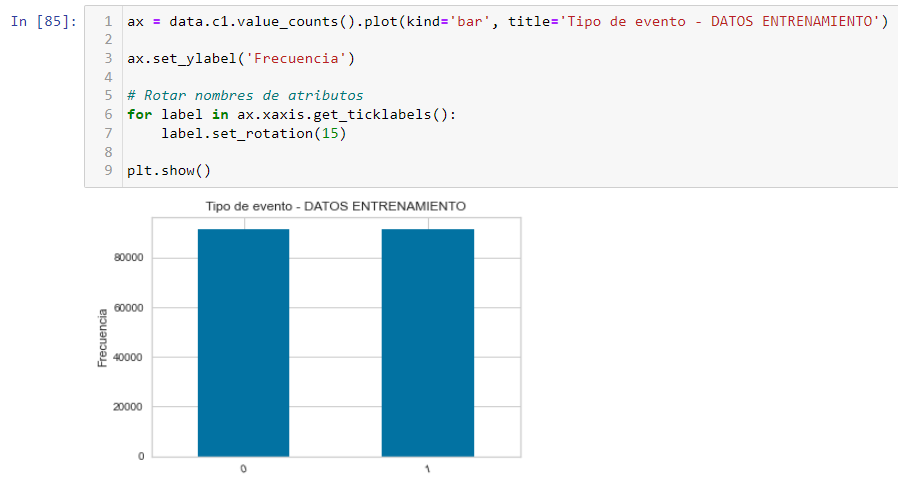 In [85]:
1 ax = data.c1.value_counts().plot(kind='bar', title='Tipo de evento - DATOS ENTRENAMIENTO')
2
3 ax.set_ylabel('Frecuencia')
4
5 # Rotar nombres de atributos
6 for label in ax.xaxis.get_ticklabels():
7     label.set_rotation(15)
8
9 plt.show()
Tipo de evento - DATOS ENTRENAMIENTO
80000
60000
40000
20000
0
Frecuencia
0 1